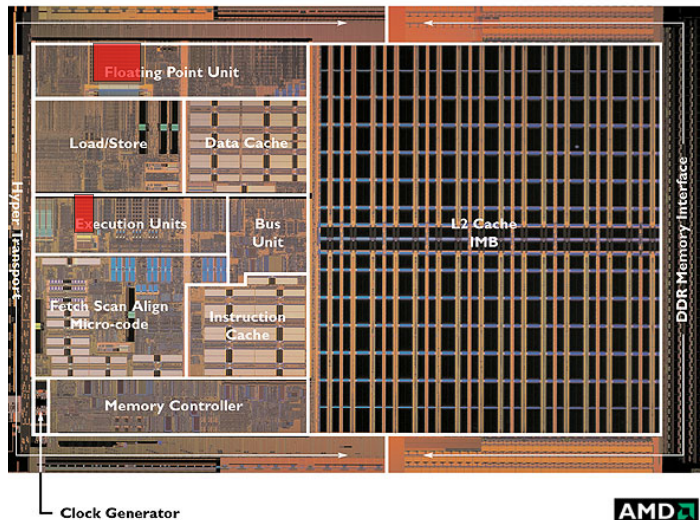 Floating Point Unit
Load/Store
Data Cache
Hyper Transport
Execution Units
Bus
Unit
L2 Cache
IMB
DDR Memory Interface
Fetch Scan Align
Micro-code
Instruction
Cache
Memory Controller
Clock Generator
AMD